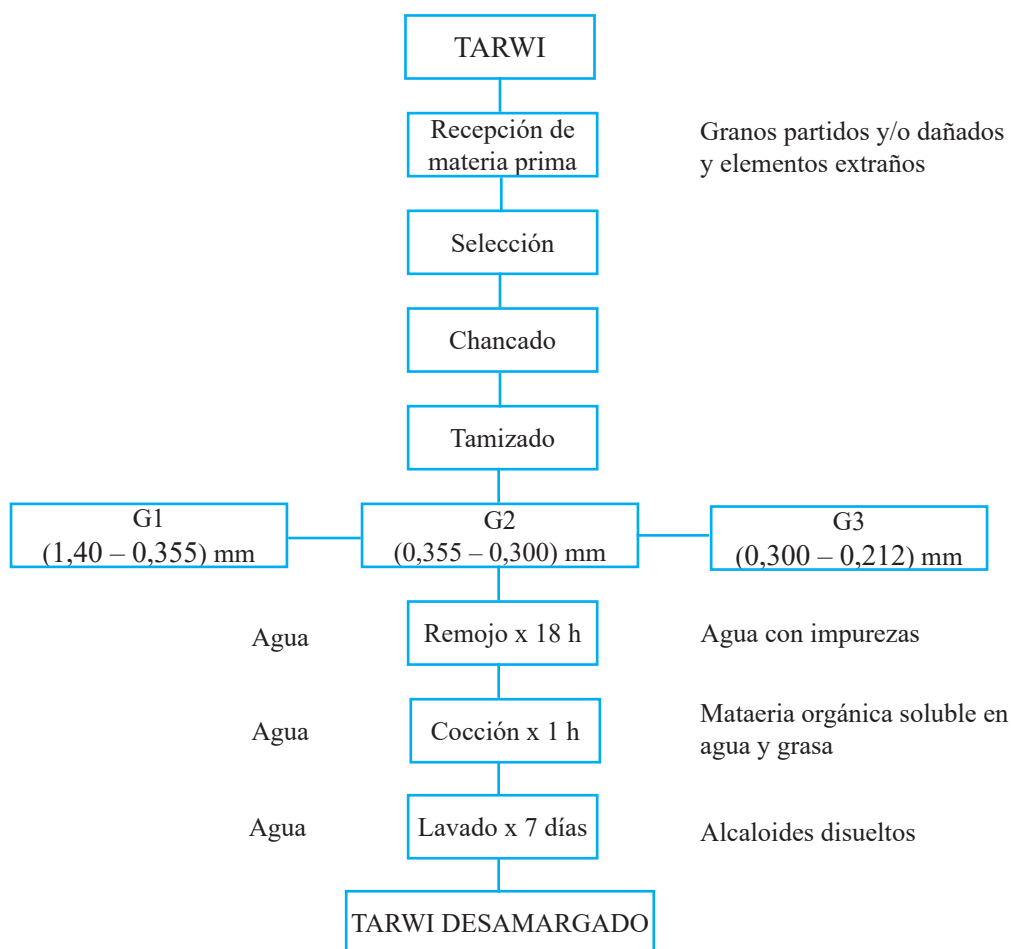 TARWI
Recepción de
materia prima
Granos partidos y/o dañados
y elementos extraños
Selección
Chancado
Tamizado
G1
(1,40 – 0,355) mm
G2
(0,355 – 0,300) mm
G3
(0,300 – 0,212) mm
Agua
Remojo x 18 h
Agua con impurezas
Agua
Cocción x 1 h
Mataeria orgánica soluble en
agua y grasa
Agua
Lavado x 7 días
Alcaloides disueltos
TARWI DESAMARGADO